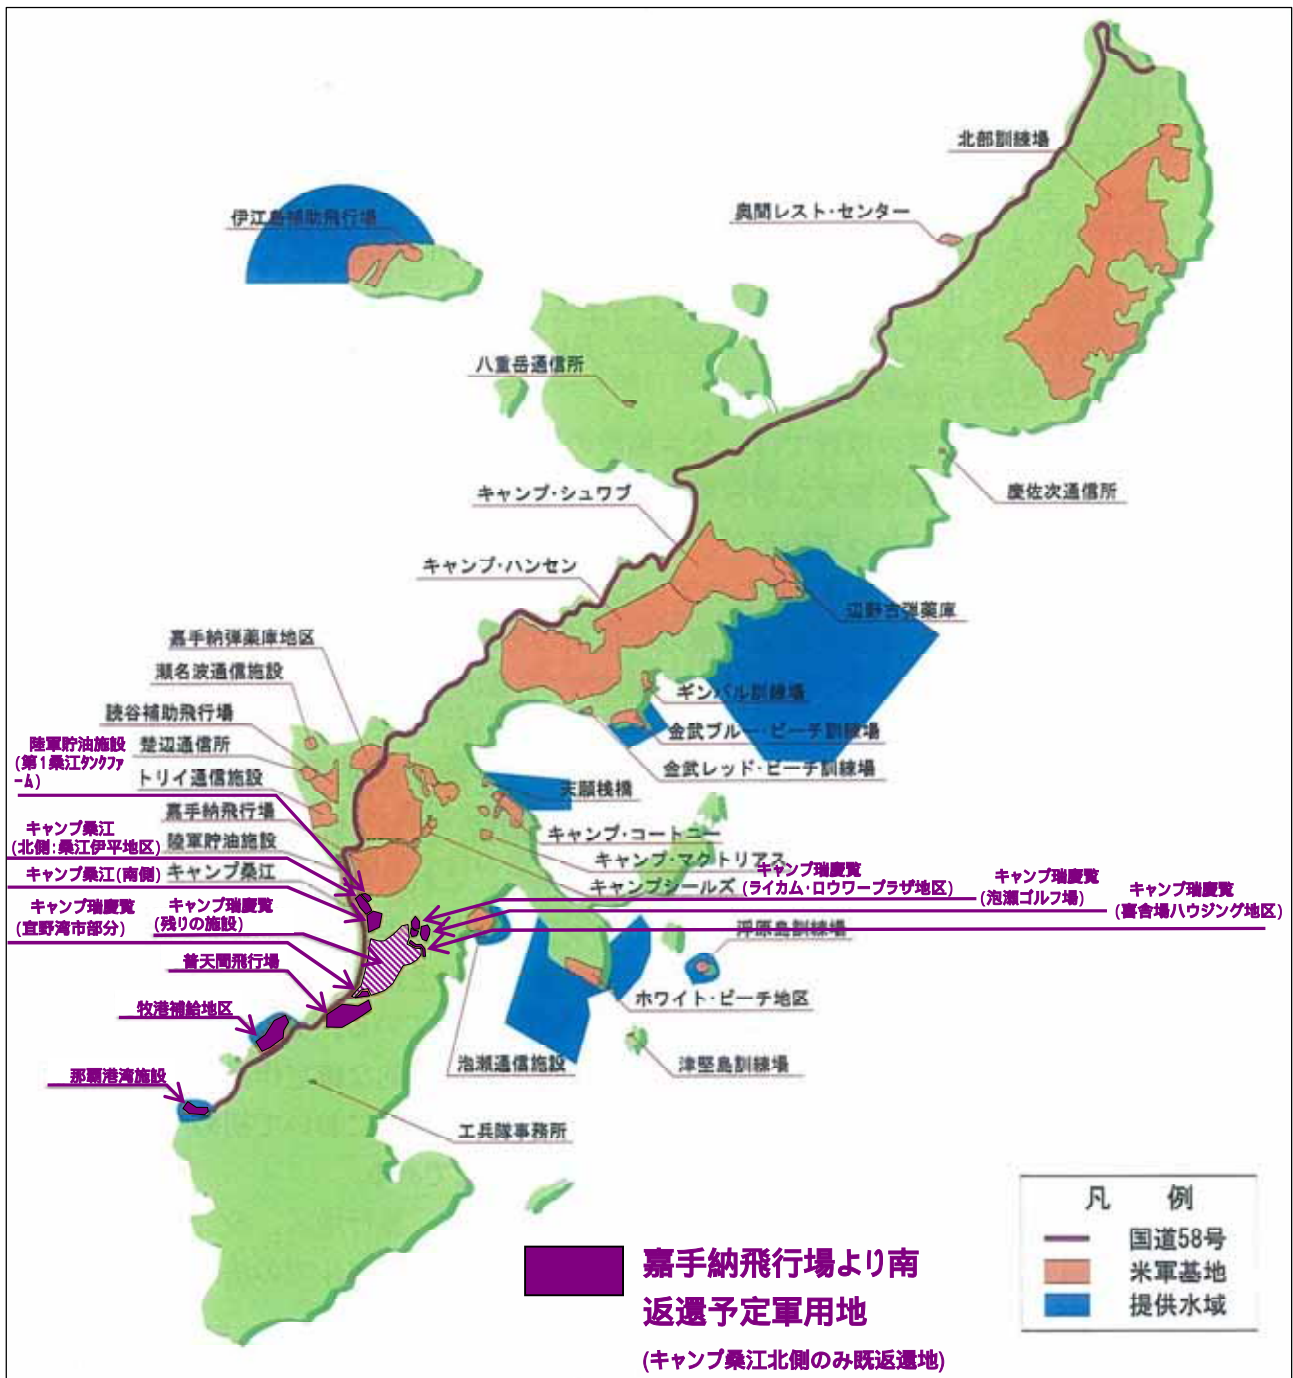 北部訓練場
奥間レスト・センター
伊江島補助飛行場
八重岳通信所
慶佐次通信所
キャンプ・シュワブ
キャンプ・ハンセン
辺野古弾薬庫
嘉手納弾薬庫地区
瀬名波通信施設
ギンバル訓練場
読谷補助飛行場
金武ブルー・ビーチ訓練場
陸軍貯油施設
(第1桑江タンクファ
ーム)
楚辺通信所
金武レッド・ビーチ訓練場
トリイ通信施設
天願桟橋
嘉手納飛行場
キャンプ桑江
(北側:桑江伊平地区)
陸軍貯油施設
キャンプ・コートニー
キャンプ・マクトリアス
キャンプ桑江(南側)
キャンプ桑江
キャンプシールズ
キャンプ瑞慶覧
(ライカム・ロウワープラザ地区)
キャンプ瑞慶覧
(泡瀬ゴルフ場)
キャンプ瑞慶覧
(喜舎場ハウジング地区)
キャンプ瑞慶覧
(宜野湾市部分)
キャンプ瑞慶覧
(残りの施設)
浮原島訓練場
普天間飛行場
ホワイト・ビーチ地区
牧港補給地区
泡瀬通信施設
津堅島訓練場
那覇港湾施設
工兵隊事務所
凡 例
国道58号
米軍基地
提供水域
嘉手納飛行場より南
返還予定軍用地
(キャンプ桑江北側のみ既返還地)